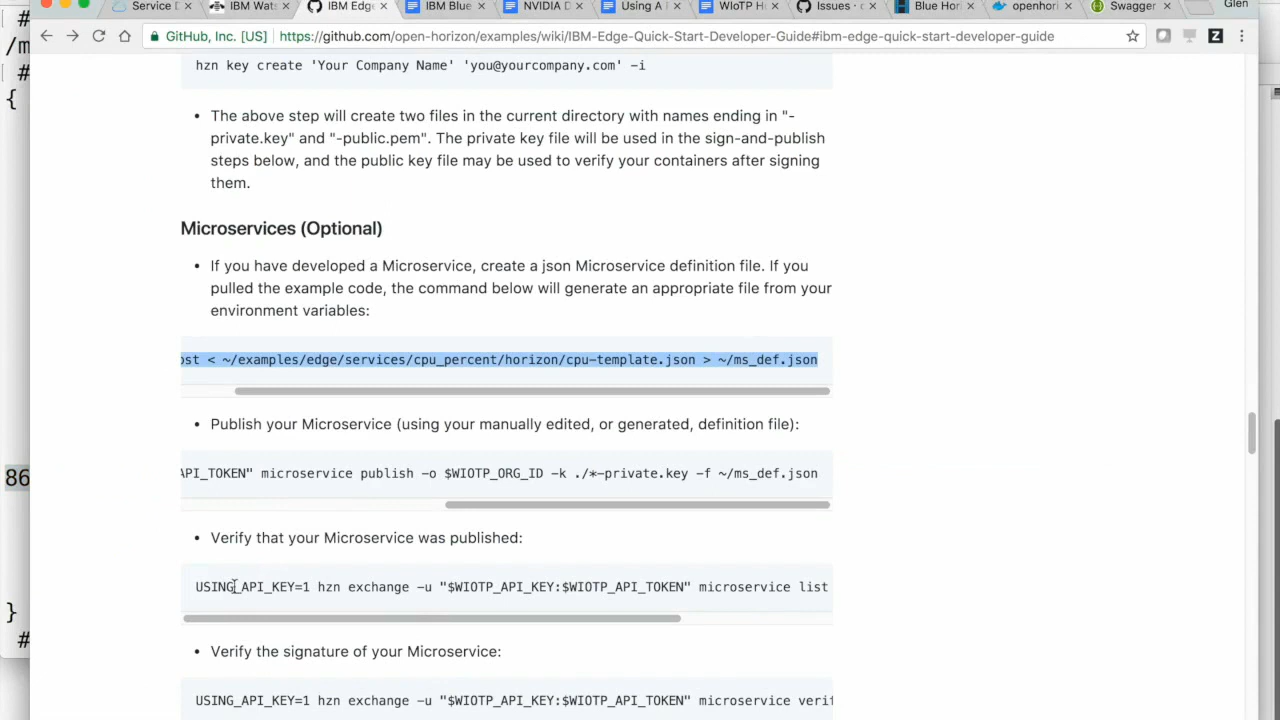 Service D
IBM Wats
IBM Edge
IBM Blue
NVIDIA D
Using A
WIoTP H
Issues · o
Blue Hori
openhori
Swagger
Glen
GitHub, Inc. [US]
https://github.com/open-horizon/examples/wiki/IBM-Edge-Quick-Start-Developer-Guide#ibm-edge-quick-start-developer-guide
#
/m
#
{
hzn key create 'Your Company Name' 'you@yourcompany.com' -i
• The above step will create two files in the current directory with names ending in "-
private.key" and "-public.pem". The private key file will be used in the sign-and-publish
steps below, and the public key file may be used to verify your containers after signing
them.
Microservices (Optional)
• If you have developed a Microservice, create a json Microservice definition file. If you
pulled the example code, the command below will generate an appropriate file from your
environment variables:
ost < ~/examples/edge/services/cpu_percent/horizon/cpu-template.json > ~/ms_def.json
• Publish your Microservice (using your manually edited, or generated, definition file):
API_TOKEN" microservice publish -o $WIOTP_ORG_ID -k ./*-private.key -f ~/ms_def.json
86
• Verify that your Microservice was published:
USING_API_KEY=1 hzn exchange -u "$WIOTP_API_KEY:$WIOTP_API_TOKEN" microservice list
}
#
• Verify the signature of your Microservice:
USING_API_KEY=1 hzn exchange -u "$WIOTP_API_KEY:$WIOTP_API_TOKEN" microservice verif